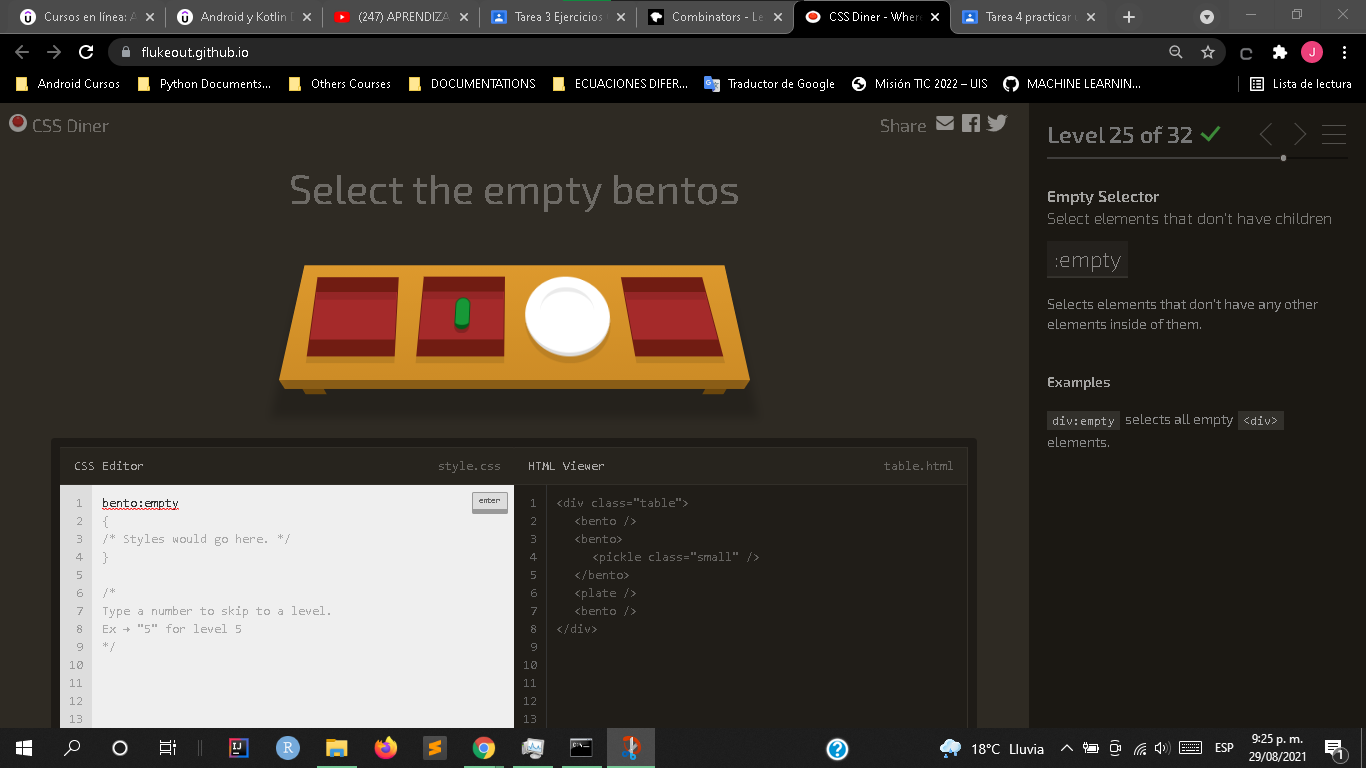 Cursos en línea: A
Android y Kotlin D
(247) APRENDIZA
Tarea 3 Ejercicios
Combinators - Le
CSS Diner - Where
Tarea 4 practicar
flukeout.github.io
J
Android Cursos
Python Documents...
Others Courses
DOCUMENTATIONS
ECUACIONES DIFER...
Traductor de Google
Misión TIC 2022 – UIS
MACHINE LEARNIN...
Lista de lectura
CSS Diner
Share
Level 25 of 32
Select the empty bentos
Empty Selector
Select elements that don't have children
:empty
Selects elements that don't have any other
elements inside of them.
Examples
div:empty selects all empty <div>
elements.
CSS Editor
style.css
HTML Viewer
table.html
1 bento:empty
enter
2 {
3 /* Styles would go here. */
4 }
5
6 /*
7 Type a number to skip to a level.
8 Ex → "5" for level 5
9 */
10
11
12
13
1 <div class="table">
2 <bento />
3 <bento>
4 <pickle class="small" />
5 </bento>
6 <plate />
7 <bento />
8 </div>
9
10
11
12
13
18°C Lluvia
ESP
9:25 p. m.
29/08/2021
1